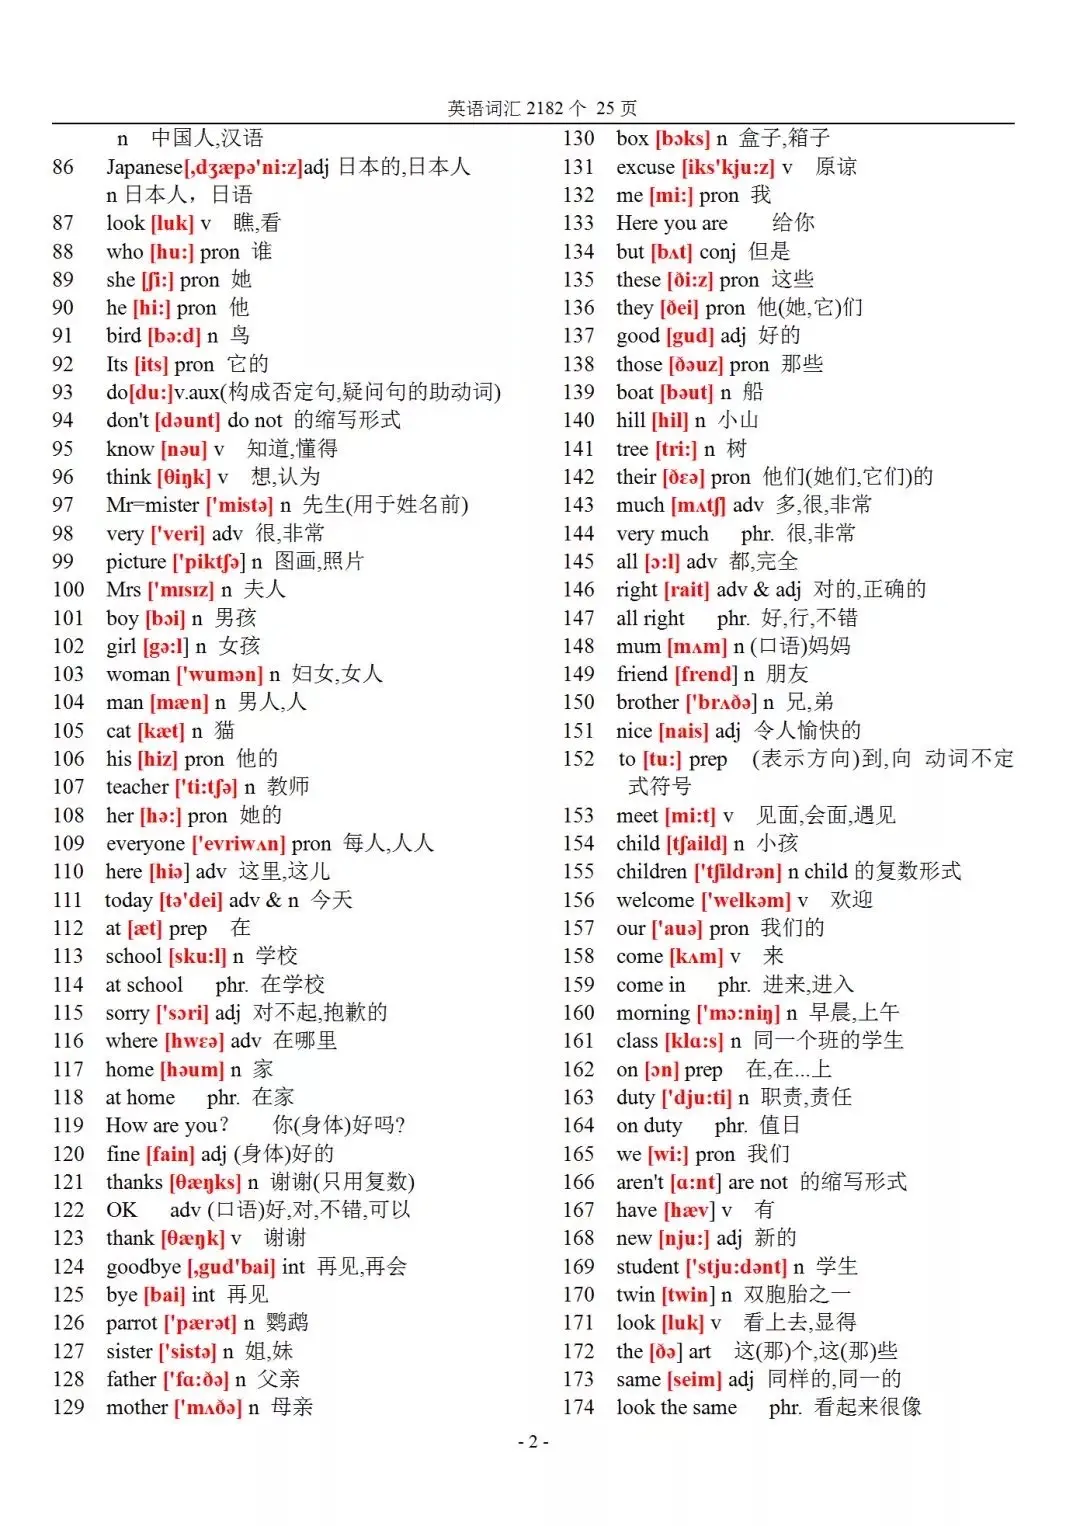 英语词汇 2182 个 25 页
n 中国人,汉语
86 Japanese[,dʒæpə'ni:z]adj 日本的,日本人
n 日本人，日语
87 look [luk] v 瞧,看
88 who [hu:] pron 谁
89 she [ʃi:] pron 她
90 he [hi:] pron 他
91 bird [bə:d] n 鸟
92 Its [its] pron 它的
93 do[du:]v.aux(构成否定句,疑问句的助动词)
94 don't [dəunt] do not 的缩写形式
95 know [nəu] v 知道,懂得
96 think [θiŋk] v 想,认为
97 Mr=mister ['mistə] n 先生(用于姓名前)
98 very ['veri] adv 很,非常
99 picture ['piktʃə] n 图画,照片
100 Mrs ['mɪsɪz] n 夫人
101 boy [bɔi] n 男孩
102 girl [gə:l] n 女孩
103 woman ['wumən] n 妇女,女人
104 man [mæn] n 男人,人
105 cat [kæt] n 猫
106 his [hiz] pron 他的
107 teacher ['ti:tʃə] n 教师
108 her [hə:] pron 她的
109 everyone ['evriwʌn] pron 每人,人人
110 here [hiə] adv 这里,这儿
111 today [tə'dei] adv & n 今天
112 at [æt] prep 在
113 school [sku:l] n 学校
114 at school phr. 在学校
115 sorry ['sɔri] adj 对不起,抱歉的
116 where [hwɛə] adv 在哪里
117 home [həum] n 家
118 at home phr. 在家
119 How are you？ 你(身体)好吗?
120 fine [fain] adj (身体)好的
121 thanks [θæŋks] n 谢谢(只用复数)
122 OK adv (口语)好,对,不错,可以
123 thank [θæŋk] v 谢谢
124 goodbye [,gud'bai] int 再见,再会
125 bye [bai] int 再见
126 parrot ['pærət] n 鹦鹉
127 sister ['sistə] n 姐,妹
128 father ['fɑ:ðə] n 父亲
129 mother ['mʌðə] n 母亲
130 box [bɔks] n 盒子,箱子
131 excuse [iks'kju:z] v 原谅
132 me [mi:] pron 我
133 Here you are 给你
134 but [bʌt] conj 但是
135 these [ði:z] pron 这些
136 they [ðei] pron 他(她,它)们
137 good [gud] adj 好的
138 those [ðəuz] pron 那些
139 boat [bəut] n 船
140 hill [hil] n 小山
141 tree [tri:] n 树
142 their [ðɛə] pron 他们(她们,它们)的
143 much [mʌtʃ] adv 多,很,非常
144 very much phr. 很,非常
145 all [ɔ:l] adv 都,完全
146 right [rait] adv & adj 对的,正确的
147 all right phr. 好,行,不错
148 mum [mʌm] n (口语)妈妈
149 friend [frend] n 朋友
150 brother ['brʌðə] n 兄,弟
151 nice [nais] adj 令人愉快的
152 to [tu:] prep (表示方向)到,向 动词不定
式符号
153 meet [mi:t] v 见面,会面,遇见
154 child [tʃaild] n 小孩
155 children ['tʃildrən] n child 的复数形式
156 welcome ['welkəm] v 欢迎
157 our ['auə] pron 我们的
158 come [kʌm] v 来
159 come in phr. 进来,进入
160 morning ['mɔ:niŋ] n 早晨,上午
161 class [klɑ:s] n 同一个班的学生
162 on [ɔn] prep 在,在...上
163 duty ['dju:ti] n 职责,责任
164 on duty phr. 值日
165 we [wi:] pron 我们
166 aren't [ɑ:nt] are not 的缩写形式
167 have [hæv] v 有
168 new [nju:] adj 新的
169 student ['stju:dənt] n 学生
170 twin [twin] n 双胞胎之一
171 look [luk] v 看上去,显得
172 the [ðə] art 这(那)个,这(那)些
173 same [seim] adj 同样的,同一的
174 look the same phr. 看起来很像
- 2 -